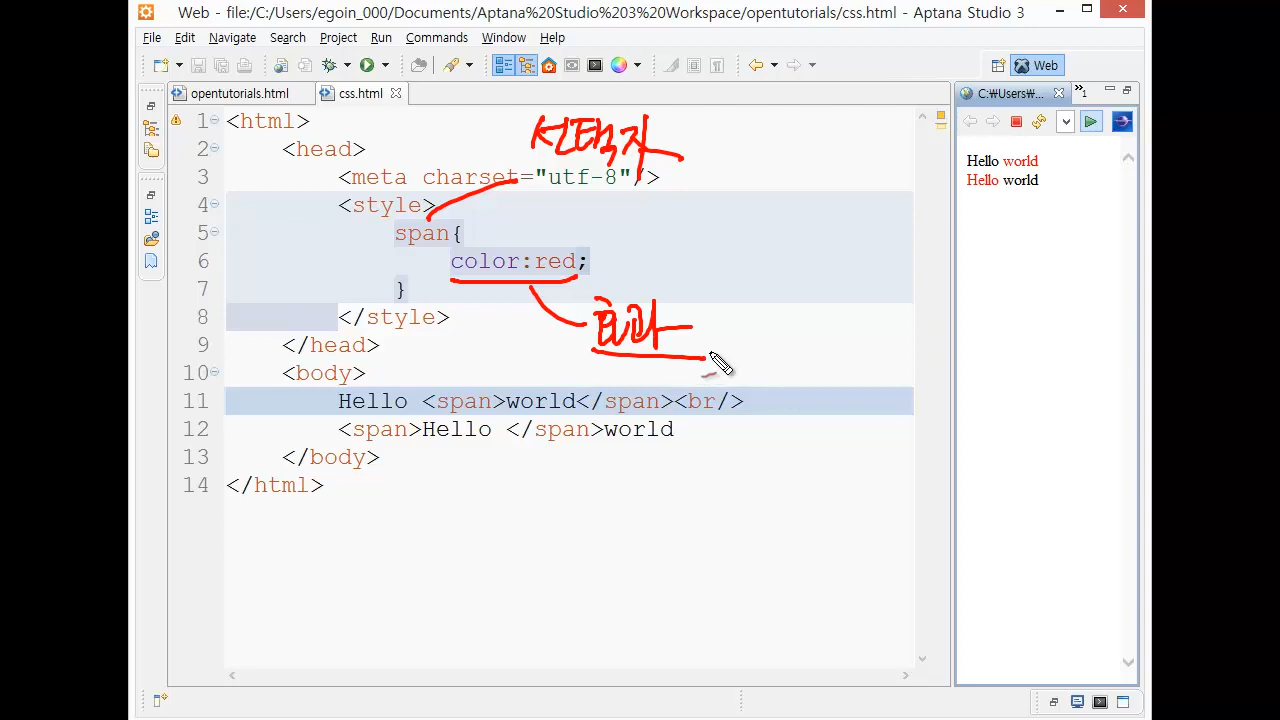 Web - file:/C:/Users/egoin_000/Documents/Aptana%20Studio%203%20Workspace/opentutorials/css.html - Aptana Studio 3
File Edit Navigate Search Project Run Commands Window Help
Web
opentutorials.html css.html
C:₩Users₩... 1
1 <html>
2 <head>
3 <meta charset="utf-8"/>
4 <style>
5 span{
6 color:red;
7 }
8 </style>
9 </head>
10 <body>
11 Hello <span>world</span><br/>
12 <span>Hello </span>world
13 </body>
14 </html>
선택자
효과
Hello world
Hello world